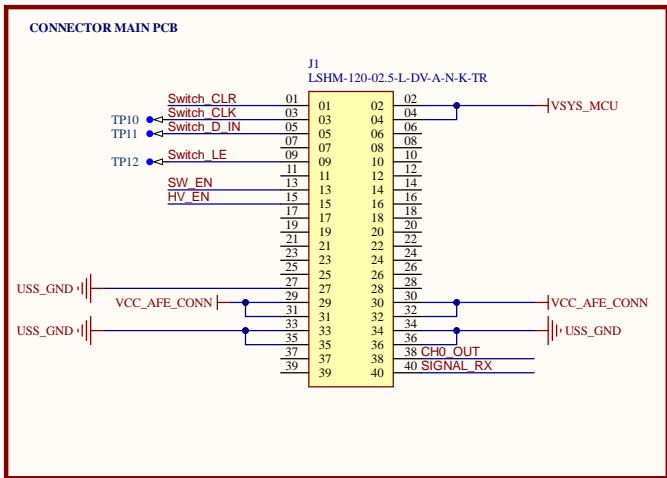 CONNECTOR MAIN PCB
J1
LSHM-120-02.5-L-DV-A-N-K-TR
Switch_CLR 01 01 02 02 VSYS_MCU
TP10 Switch_CLK 03 03 04 04
TP11 Switch_D_IN 05 05 06 06
07 07 08 08
TP12 Switch_LE 09 09 10 10
11 11 12 12
SW_EN 13 13 14 14
HV_EN 15 15 16 16
17 17 18 18
19 19 20 20
21 21 22 22
23 23 24 24
25 25 26 26
USS_GND 27 27 28 28
VCC_AFE_CONN 29 29 30 30 VCC_AFE_CONN
31 31 32 32
USS_GND 33 33 34 34 USS_GND
35 35 36 36
37 37 38 38 CH0_OUT
39 39 40 40 SIGNAL_RX